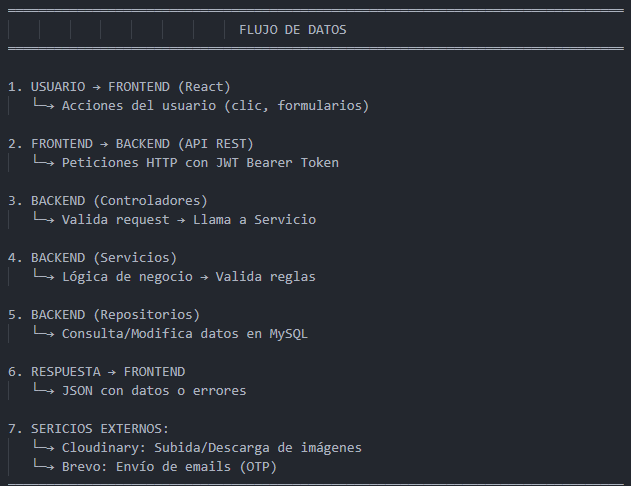 FLUJO DE DATOS
1. USUARIO → FRONTEND (React)
└─→ Acciones del usuario (clic, formularios)
2. FRONTEND → BACKEND (API REST)
└─→ Peticiones HTTP con JWT Bearer Token
3. BACKEND (Controladores)
└─→ Valida request → Llama a Servicio
4. BACKEND (Servicios)
└─→ Lógica de negocio → Valida reglas
5. BACKEND (Repositorios)
└─→ Consulta/Modifica datos en MySQL
6. RESPUESTA → FRONTEND
└─→ JSON con datos o errores
7. SERICIOS EXTERNOS:
└─→ Cloudinary: Subida/Descarga de imágenes
└─→ Brevo: Envío de emails (OTP)